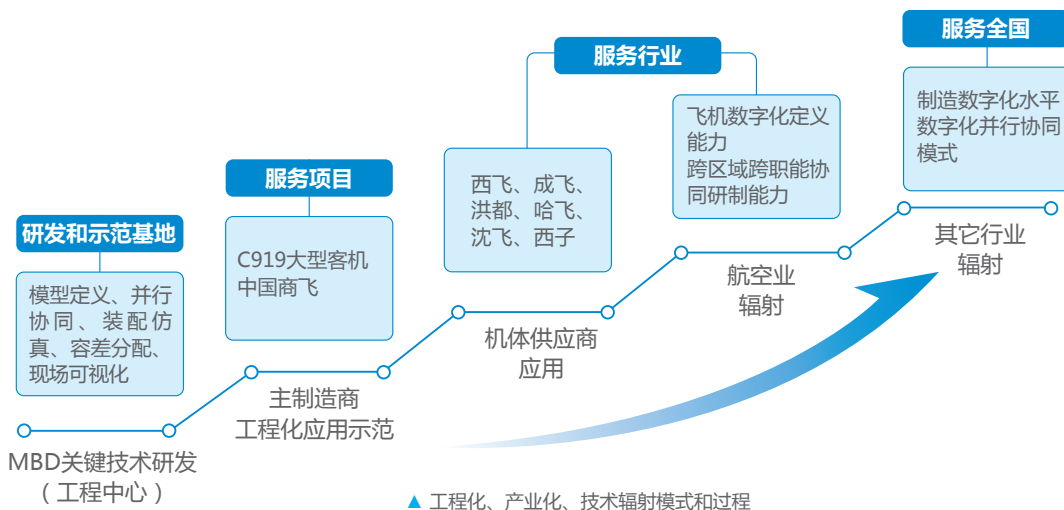 研发和示范基地
模型定义、并行
协同、装配仿
真、容差分配、
现场可视化
MBD关键技术研发
（工程中心）
服务项目
C919大型客机
中国商飞
主制造商
工程化应用示范
服务行业
西飞、成飞、
洪都、哈飞、
沈飞、西子
机体供应商
应用
飞机数字化定义
能力
跨区域跨职能协
同研制能力
航空业
辐射
服务全国
制造数字化水平
数字化并行协同
模式
其它行业
辐射
▲ 工程化、产业化、技术辐射模式和过程